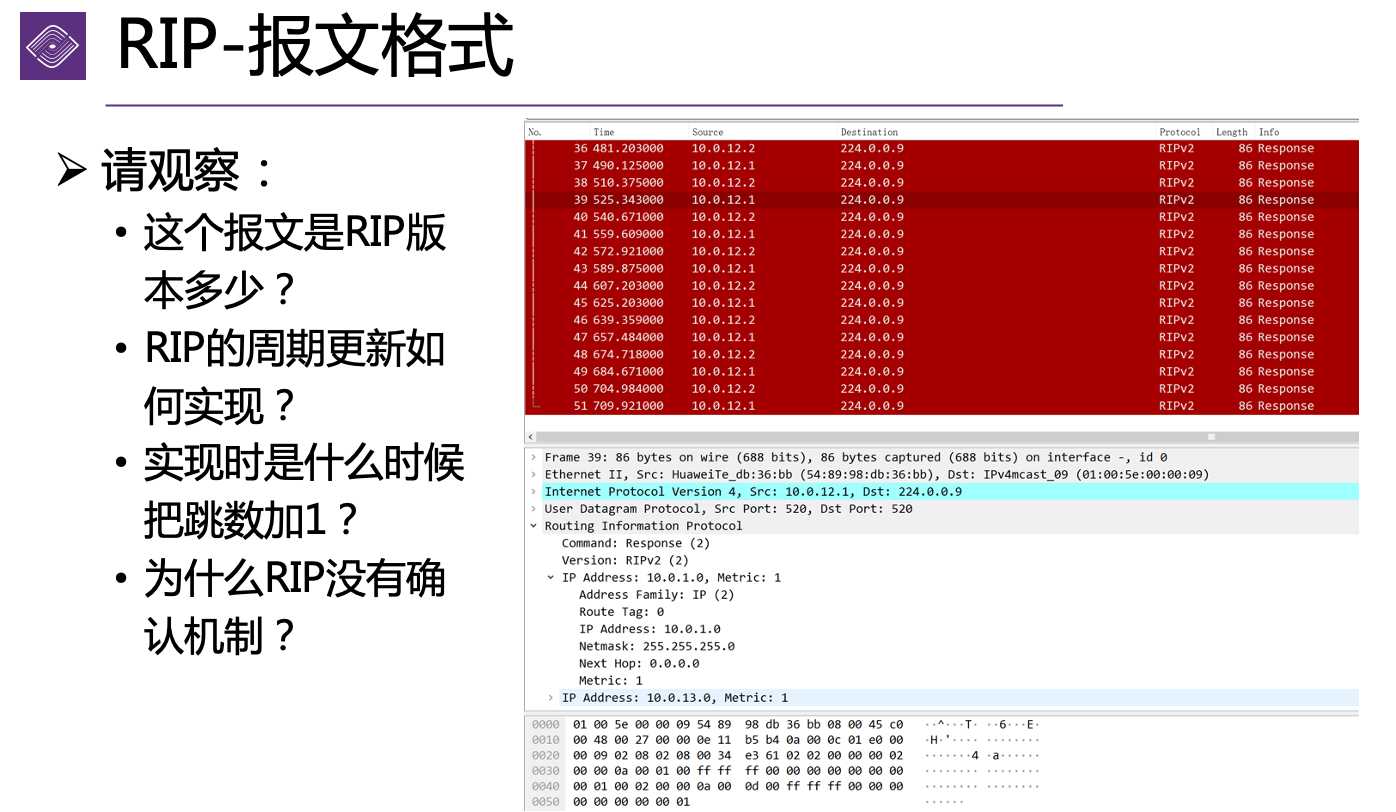 RIP-报文格式
➢ 请观察：
• 这个报文是RIP版
本多少？
• RIP的周期更新如
何实现？
• 实现时是什么时候
把跳数加1？
• 为什么RIP没有确
认机制？
No. Time Source Destination Protocol Length Info
36 481.203000 10.0.12.2 224.0.0.9 RIPv2 86 Response
37 490.125000 10.0.12.1 224.0.0.9 RIPv2 86 Response
38 510.375000 10.0.12.2 224.0.0.9 RIPv2 86 Response
39 525.343000 10.0.12.1 224.0.0.9 RIPv2 86 Response
40 540.671000 10.0.12.2 224.0.0.9 RIPv2 86 Response
41 559.609000 10.0.12.1 224.0.0.9 RIPv2 86 Response
42 572.921000 10.0.12.2 224.0.0.9 RIPv2 86 Response
43 589.875000 10.0.12.1 224.0.0.9 RIPv2 86 Response
44 607.203000 10.0.12.2 224.0.0.9 RIPv2 86 Response
45 625.203000 10.0.12.1 224.0.0.9 RIPv2 86 Response
46 639.359000 10.0.12.2 224.0.0.9 RIPv2 86 Response
47 657.484000 10.0.12.1 224.0.0.9 RIPv2 86 Response
48 674.718000 10.0.12.2 224.0.0.9 RIPv2 86 Response
49 684.671000 10.0.12.1 224.0.0.9 RIPv2 86 Response
50 704.984000 10.0.12.2 224.0.0.9 RIPv2 86 Response
51 709.921000 10.0.12.1 224.0.0.9 RIPv2 86 Response
Frame 39: 86 bytes on wire (688 bits), 86 bytes captured (688 bits) on interface -, id 0
Ethernet II, Src: HuaweiTe_db:36:bb (54:89:98:db:36:bb), Dst: IPv4mcast_09 (01:00:5e:00:00:09)
Internet Protocol Version 4, Src: 10.0.12.1, Dst: 224.0.0.9
User Datagram Protocol, Src Port: 520, Dst Port: 520
Routing Information Protocol
Command: Response (2)
Version: RIPv2 (2)
IP Address: 10.0.1.0, Metric: 1
Address Family: IP (2)
Route Tag: 0
IP Address: 10.0.1.0
Netmask: 255.255.255.0
Next Hop: 0.0.0.0
Metric: 1
IP Address: 10.0.13.0, Metric: 1
0000 01 00 5e 00 00 09 54 89 98 db 36 bb 08 00 45 c0 ··^···T· ··6···E·
0010 00 48 00 27 00 00 0e 11 b5 b4 0a 00 0c 01 e0 00 ·H·'···· ········
0020 00 09 02 08 02 08 00 34 e3 61 02 02 00 00 00 02 ·······4 ·a······
0030 00 00 0a 00 01 00 ff ff ff 00 00 00 00 00 00 00 ········ ········
0040 00 01 00 02 00 00 0a 00 0d 00 ff ff ff 00 00 00 ········ ········
0050 00 00 00 00 00 01 ······